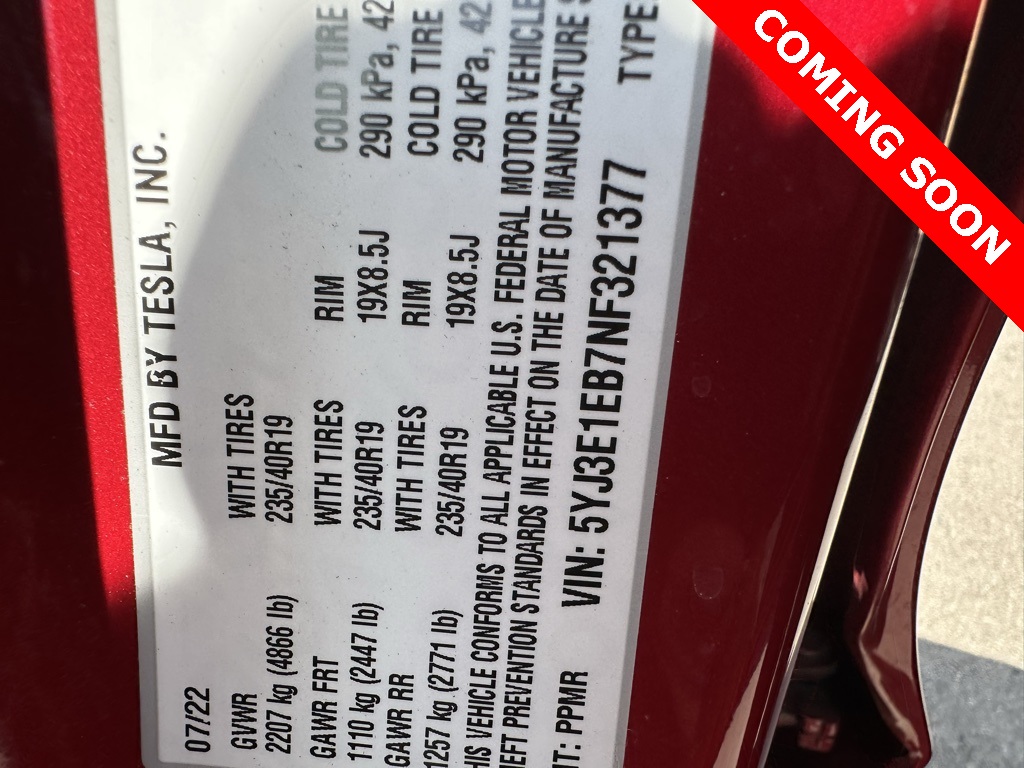 MFD BY TESLA, INC.
07/22
GVWR WITH TIRES RIM COLD TIRE
2207 kg (4866 lb) 235/40R19
GAWR FRT WITH TIRES RIM COLD TIRE
1110 kg (2447 lb) 235/40R19 19X8.5J 290 kPa, 42
GAWR RR WITH TIRES RIM COLD TIRE
1257 kg (2771 lb) 235/40R19 19X8.5J 290 kPa, 42
VEHICLE CONFORMS TO ALL APPLICABLE U.S. FEDERAL MOTOR VEHICLE
PREVENTION STANDARDS IN EFFECT ON THE DATE OF MANUFACTURE
PPMR VIN: 5YJ3E1EB7NF321377 TYPE
COMING SOON